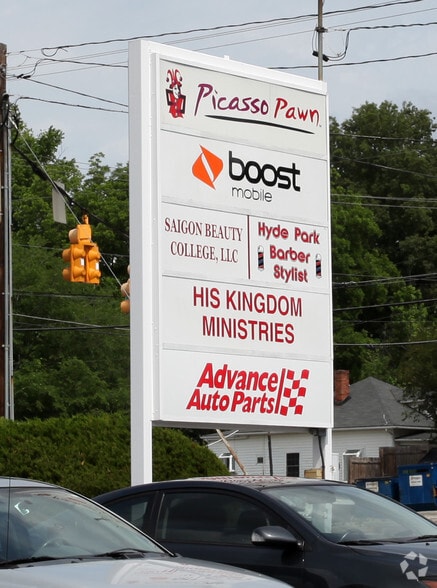 Picasso Pawn
boost
mobile
SAIGON BEAUTY
COLLEGE, LLC
Hyde Park
Barber
Stylist
HIS KINGDOM
MINISTRIES
Advance
Auto Parts